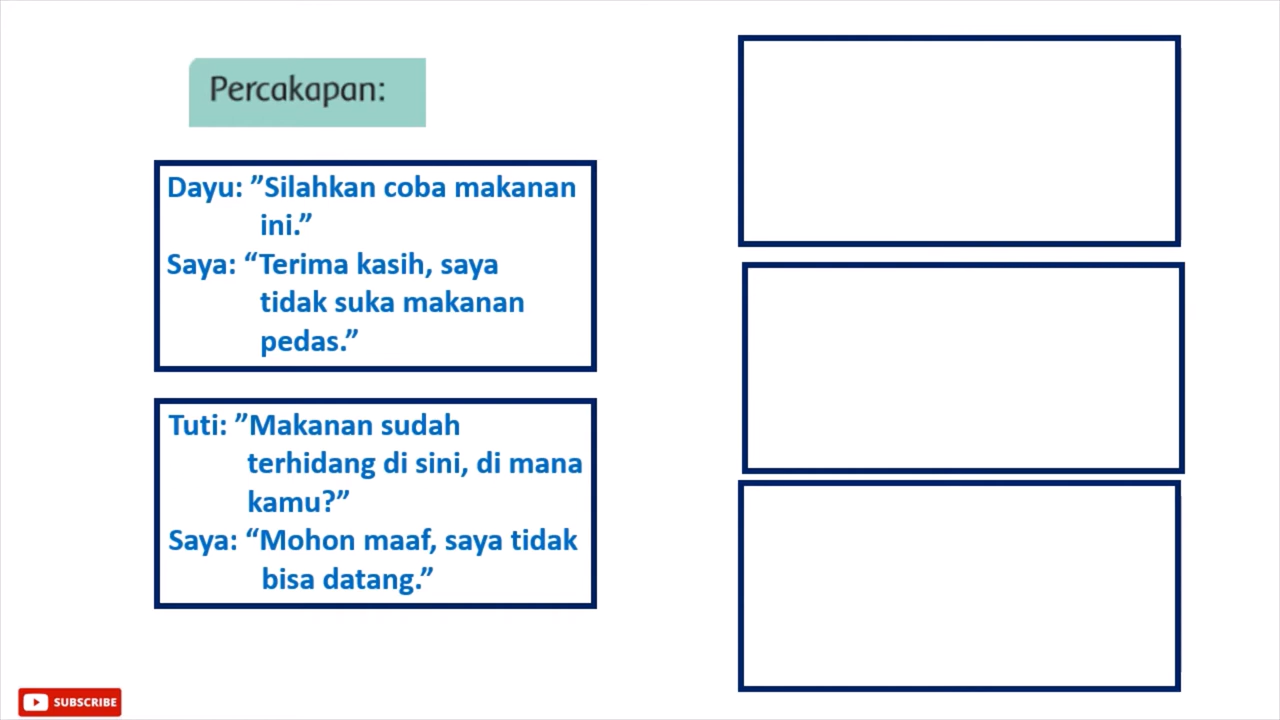 Percakapan:
Dayu: ”Silahkan coba makanan
ini.”
Saya: “Terima kasih, saya
tidak suka makanan
pedas.”
Tuti: ”Makanan sudah
terhidang di sini, di mana
kamu?”
Saya: “Mohon maaf, saya tidak
bisa datang.”
SUBSCRIBE